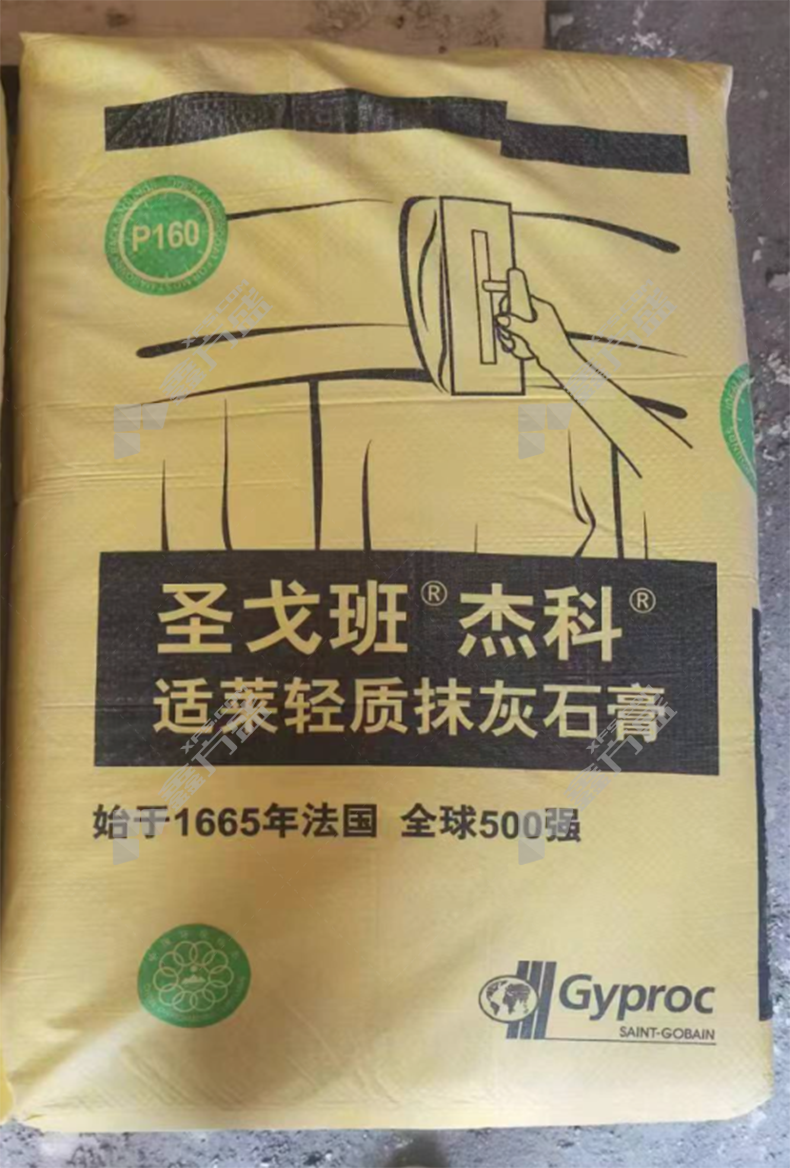 P160
圣戈班® 杰科®
适莱轻质抹灰石膏
始于1665年法国 全球500强
Gyproc
SAINT-GOBAIN